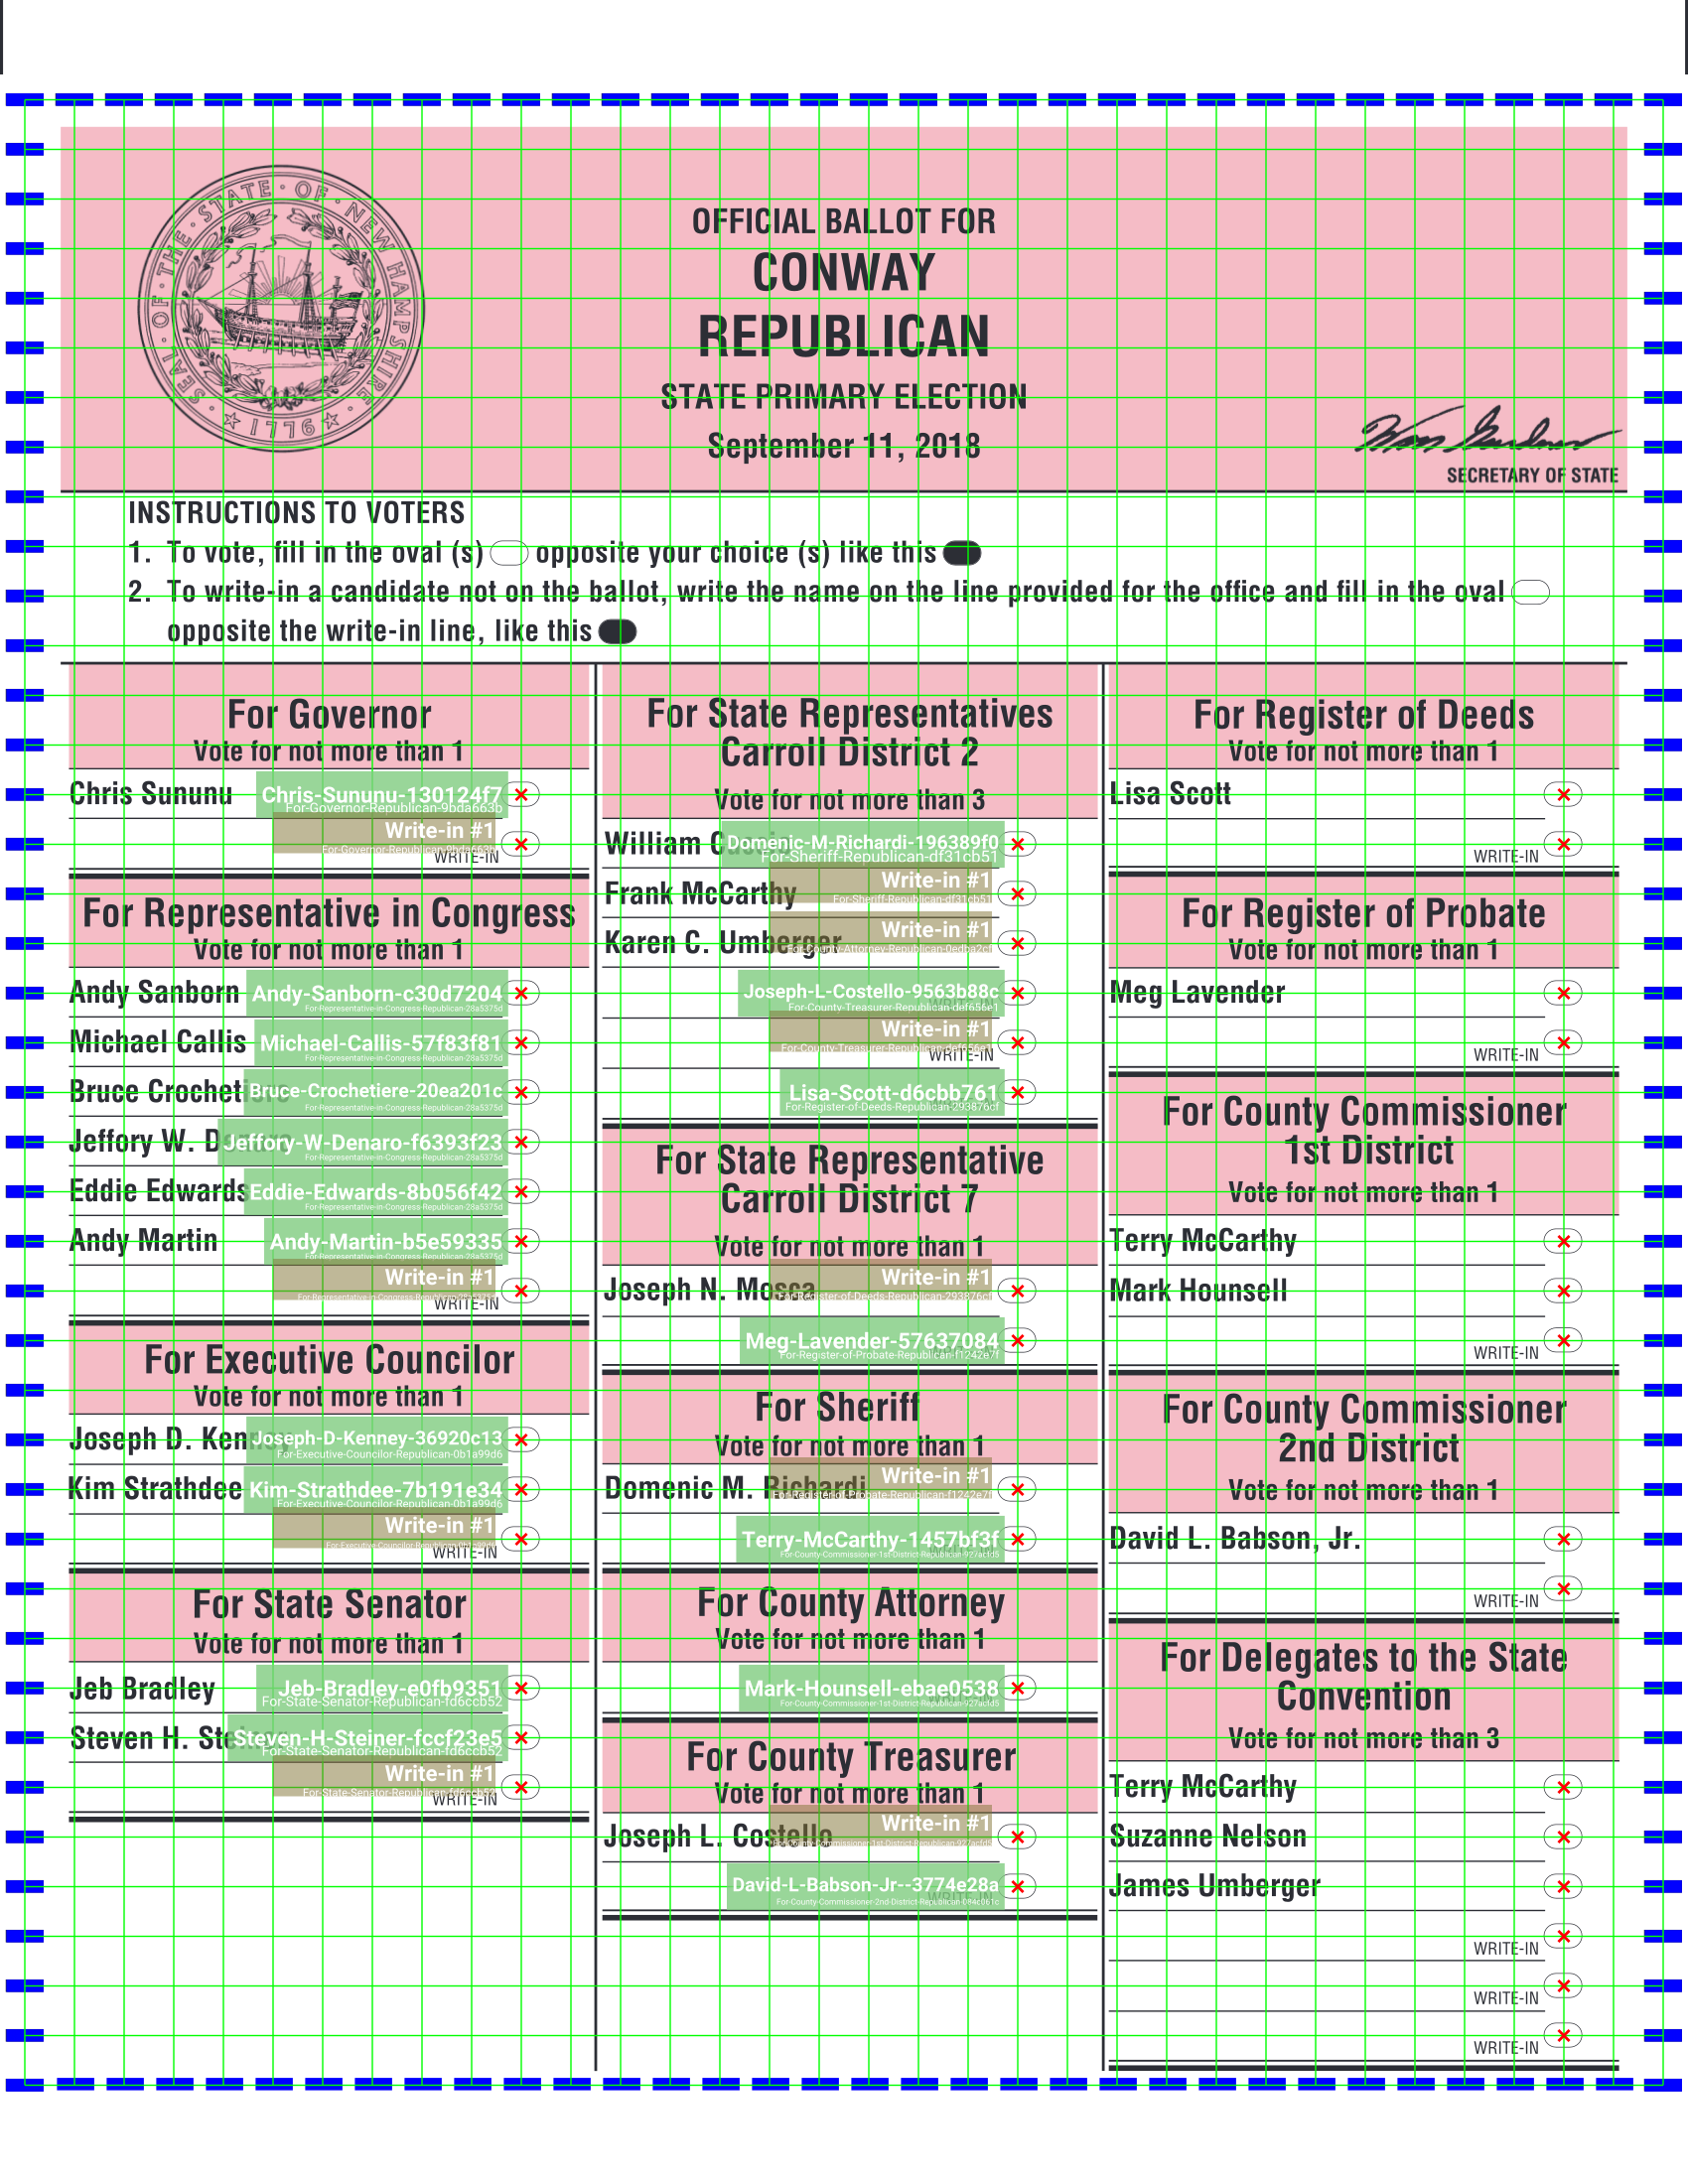 SEAL · OF · THE · STATE · OF · NEW HAMPSHIRE ·
1776
OFFICIAL BALLOT FOR
CONWAY
REPUBLICAN
STATE PRIMARY ELECTION
September 11, 2018
SECRETARY OF STATE
INSTRUCTIONS TO VOTERS
1. To vote, fill in the oval (s) opposite your choice (s) like this
2. To write-in a candidate not on the ballot, write the name on the line provided for the office and fill in the oval
opposite the write-in line, like this
For Governor
Vote for not more than 1
Chris Sununu
Chris-Sununu-130124f7
For-Governor-Republican-9bda663b
Write-in #1
For-Governor-Republican-9bda663b
WRITE-IN
For Representative in Congress
Vote for not more than 1
Andy Sanborn
Andy-Sanborn-c30d7204
For-Representative-in-Congress-Republican-28a5375d
Michael Callis
Michael-Callis-57f83f81
For-Representative-in-Congress-Republican-28a5375d
Bruce Crochetiere
Bruce-Crochetiere-20ea201c
For-Representative-in-Congress-Republican-28a5375d
Jeffory W. Denaro
Jeffory-W-Denaro-f6393f23
For-Representative-in-Congress-Republican-28a5375d
Eddie Edwards
Eddie-Edwards-8b056f42
For-Representative-in-Congress-Republican-28a5375d
Andy Martin
Andy-Martin-b5e59335
For-Representative-in-Congress-Republican-28a5375d
Write-in #1
For-Representative-in-Congress-Republican-28a5375d
WRITE-IN
For Executive Councilor
Vote for not more than 1
Joseph D. Kenney
Joseph-D-Kenney-36920c13
For-Executive-Councilor-Republican-0b1a99d6
Kim Strathdee
Kim-Strathdee-7b191e34
For-Executive-Councilor-Republican-0b1a99d6
Write-in #1
For-Executive-Councilor-Republican-0b1a99d6
WRITE-IN
For State Senator
Vote for not more than 1
Jeb Bradley
Jeb-Bradley-e0fb9351
For-State-Senator-Republican-fd6ccb52
Steven H. Steiner
Steven-H-Steiner-fccf23e5
For-State-Senator-Republican-fd6ccb52
Write-in #1
For-State-Senator-Republican-fd6ccb52
WRITE-IN
For State Representatives
Carroll District 2
Vote for not more than 3
William
Domenic-M-Richardi-196389f0
For-Sheriff-Republican-df31cb51
Frank McCarthy
Write-in #1
For-Sheriff-Republican-df31cb51
Karen C. Umberger
Write-in #1
For-County-Attorney-Republican-0edba2cf
Joseph-L-Costello-9563b88c
For-County-Treasurer-Republican-def656e1
WRITE-IN
Write-in #1
For-County-Treasurer-Republican-def656e1
WRITE-IN
Lisa-Scott-d6cbb761
For-Register-of-Deeds-Republican-293876cf
WRITE-IN
For State Representative
Carroll District 7
Vote for not more than 1
Joseph N. Mosca
Write-in #1
For-Register-of-Deeds-Republican-293876cf
Meg-Lavender-57637084
For-Register-of-Probate-Republican-f1242e7f
WRITE-IN
For Sheriff
Vote for not more than 1
Domenic M. Richardi
Write-in #1
For-Register-of-Probate-Republican-f1242e7f
Terry-McCarthy-1457bf3f
For-County-Commissioner-1st-District-Republican-927acfd5
WRITE-IN
For County Attorney
Vote for not more than 1
Mark-Hounsell-ebae0538
For-County-Commissioner-1st-District-Republican-927acfd5
WRITE-IN
For County Treasurer
Vote for not more than 1
Joseph L. Costello
Write-in #1
For-County-Commissioner-1st-District-Republican-927acfd5
David-L-Babson-Jr--3774e28a
For-County-Commissioner-2nd-District-Republican-084c061c
WRITE-IN
For Register of Deeds
Vote for not more than 1
Lisa Scott
WRITE-IN
For Register of Probate
Vote for not more than 1
Meg Lavender
WRITE-IN
For County Commissioner
1st District
Vote for not more than 1
Terry McCarthy
Mark Hounsell
WRITE-IN
For County Commissioner
2nd District
Vote for not more than 1
David L. Babson, Jr.
WRITE-IN
For Delegates to the State
Convention
Vote for not more than 3
Terry McCarthy
Suzanne Nelson
James Umberger
WRITE-IN
WRITE-IN
WRITE-IN